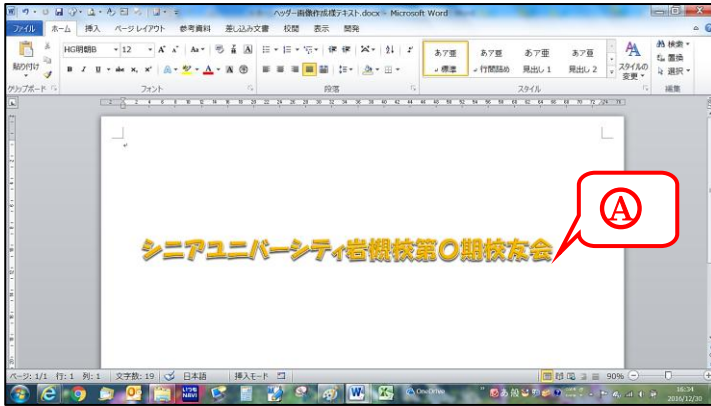 ヘッダー画像作成様テキスト.docx - Microsoft Word
ファイル ホーム 挿入 ページ レイアウト 参考資料 差し込み文書 校閲 表示 開発
貼り付け
HG明朝B 12
あア亜 あア亜 あア亜 あア亜
標準 行間詰め 見出し 1 見出し 2
スタイルの変更
検索
置換
選択
クリップボード フォント 段落 スタイル 編集
Ⓐ
シニアユニバーシティ岩槻校第〇期校友会
ページ: 1/1 行: 1 列: 1 文字数: 19 日本語 挿入モード 90%
OneDrive
16:34
2016/12/30